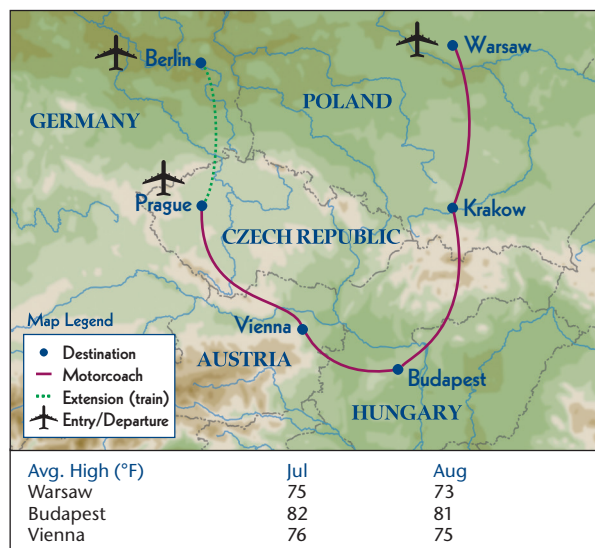 Berlin
Warsaw
POLAND
GERMANY
Prague
Krakow
CZECH REPUBLIC
Map Legend
Vienna
Destination
AUSTRIA
Motorcoach
Budapest
Extension (train)
HUNGARY
Entry/Departure
Avg. High (°F) Jul Aug
Warsaw 75 73
Budapest 82 81
Vienna 76 75